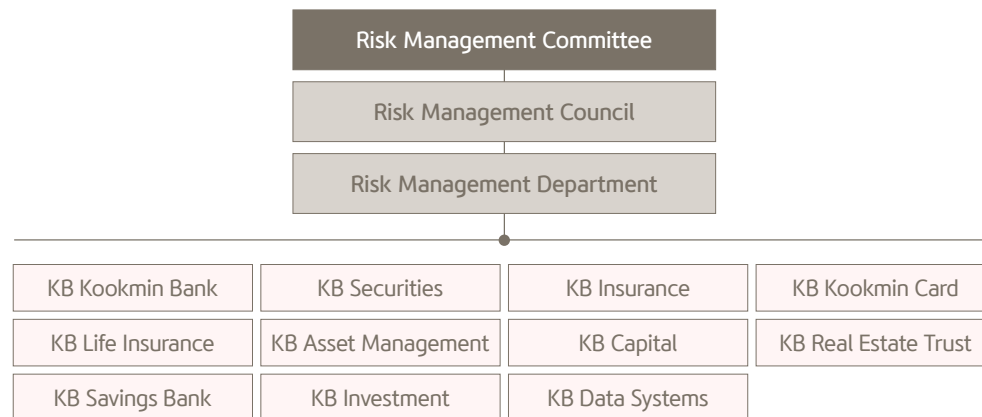 Risk Management Committee
Risk Management Council
Risk Management Department
KB Kookmin Bank
KB Securities
KB Insurance
KB Kookmin Card
KB Life Insurance
KB Asset Management
KB Capital
KB Real Estate Trust
KB Savings Bank
KB Investment
KB Data Systems